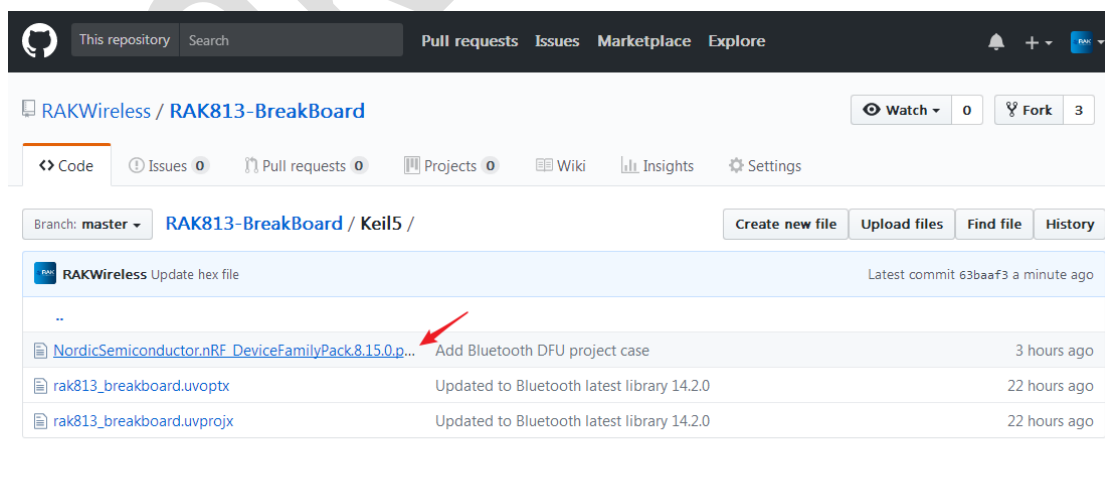 This repository Search Pull requests Issues Marketplace Explore
RAKWireless / RAK813-BreakBoard Watch 0 Fork 3
Code Issues 0 Pull requests 0 Projects 0 Wiki Insights Settings
Branch: master RAK813-BreakBoard / Keil5 / Create new file Upload files Find file History
RAK RAKWireless Update hex file Latest commit 63baaf3 a minute ago
..
NordicSemiconductor.nRF_DeviceFamilyPack.8.15.0.p... Add Bluetooth DFU project case 3 hours ago
rak813_breakboard.uvoptx Updated to Bluetooth latest library 14.2.0 22 hours ago
rak813_breakboard.uvprojx Updated to Bluetooth latest library 14.2.0 22 hours ago